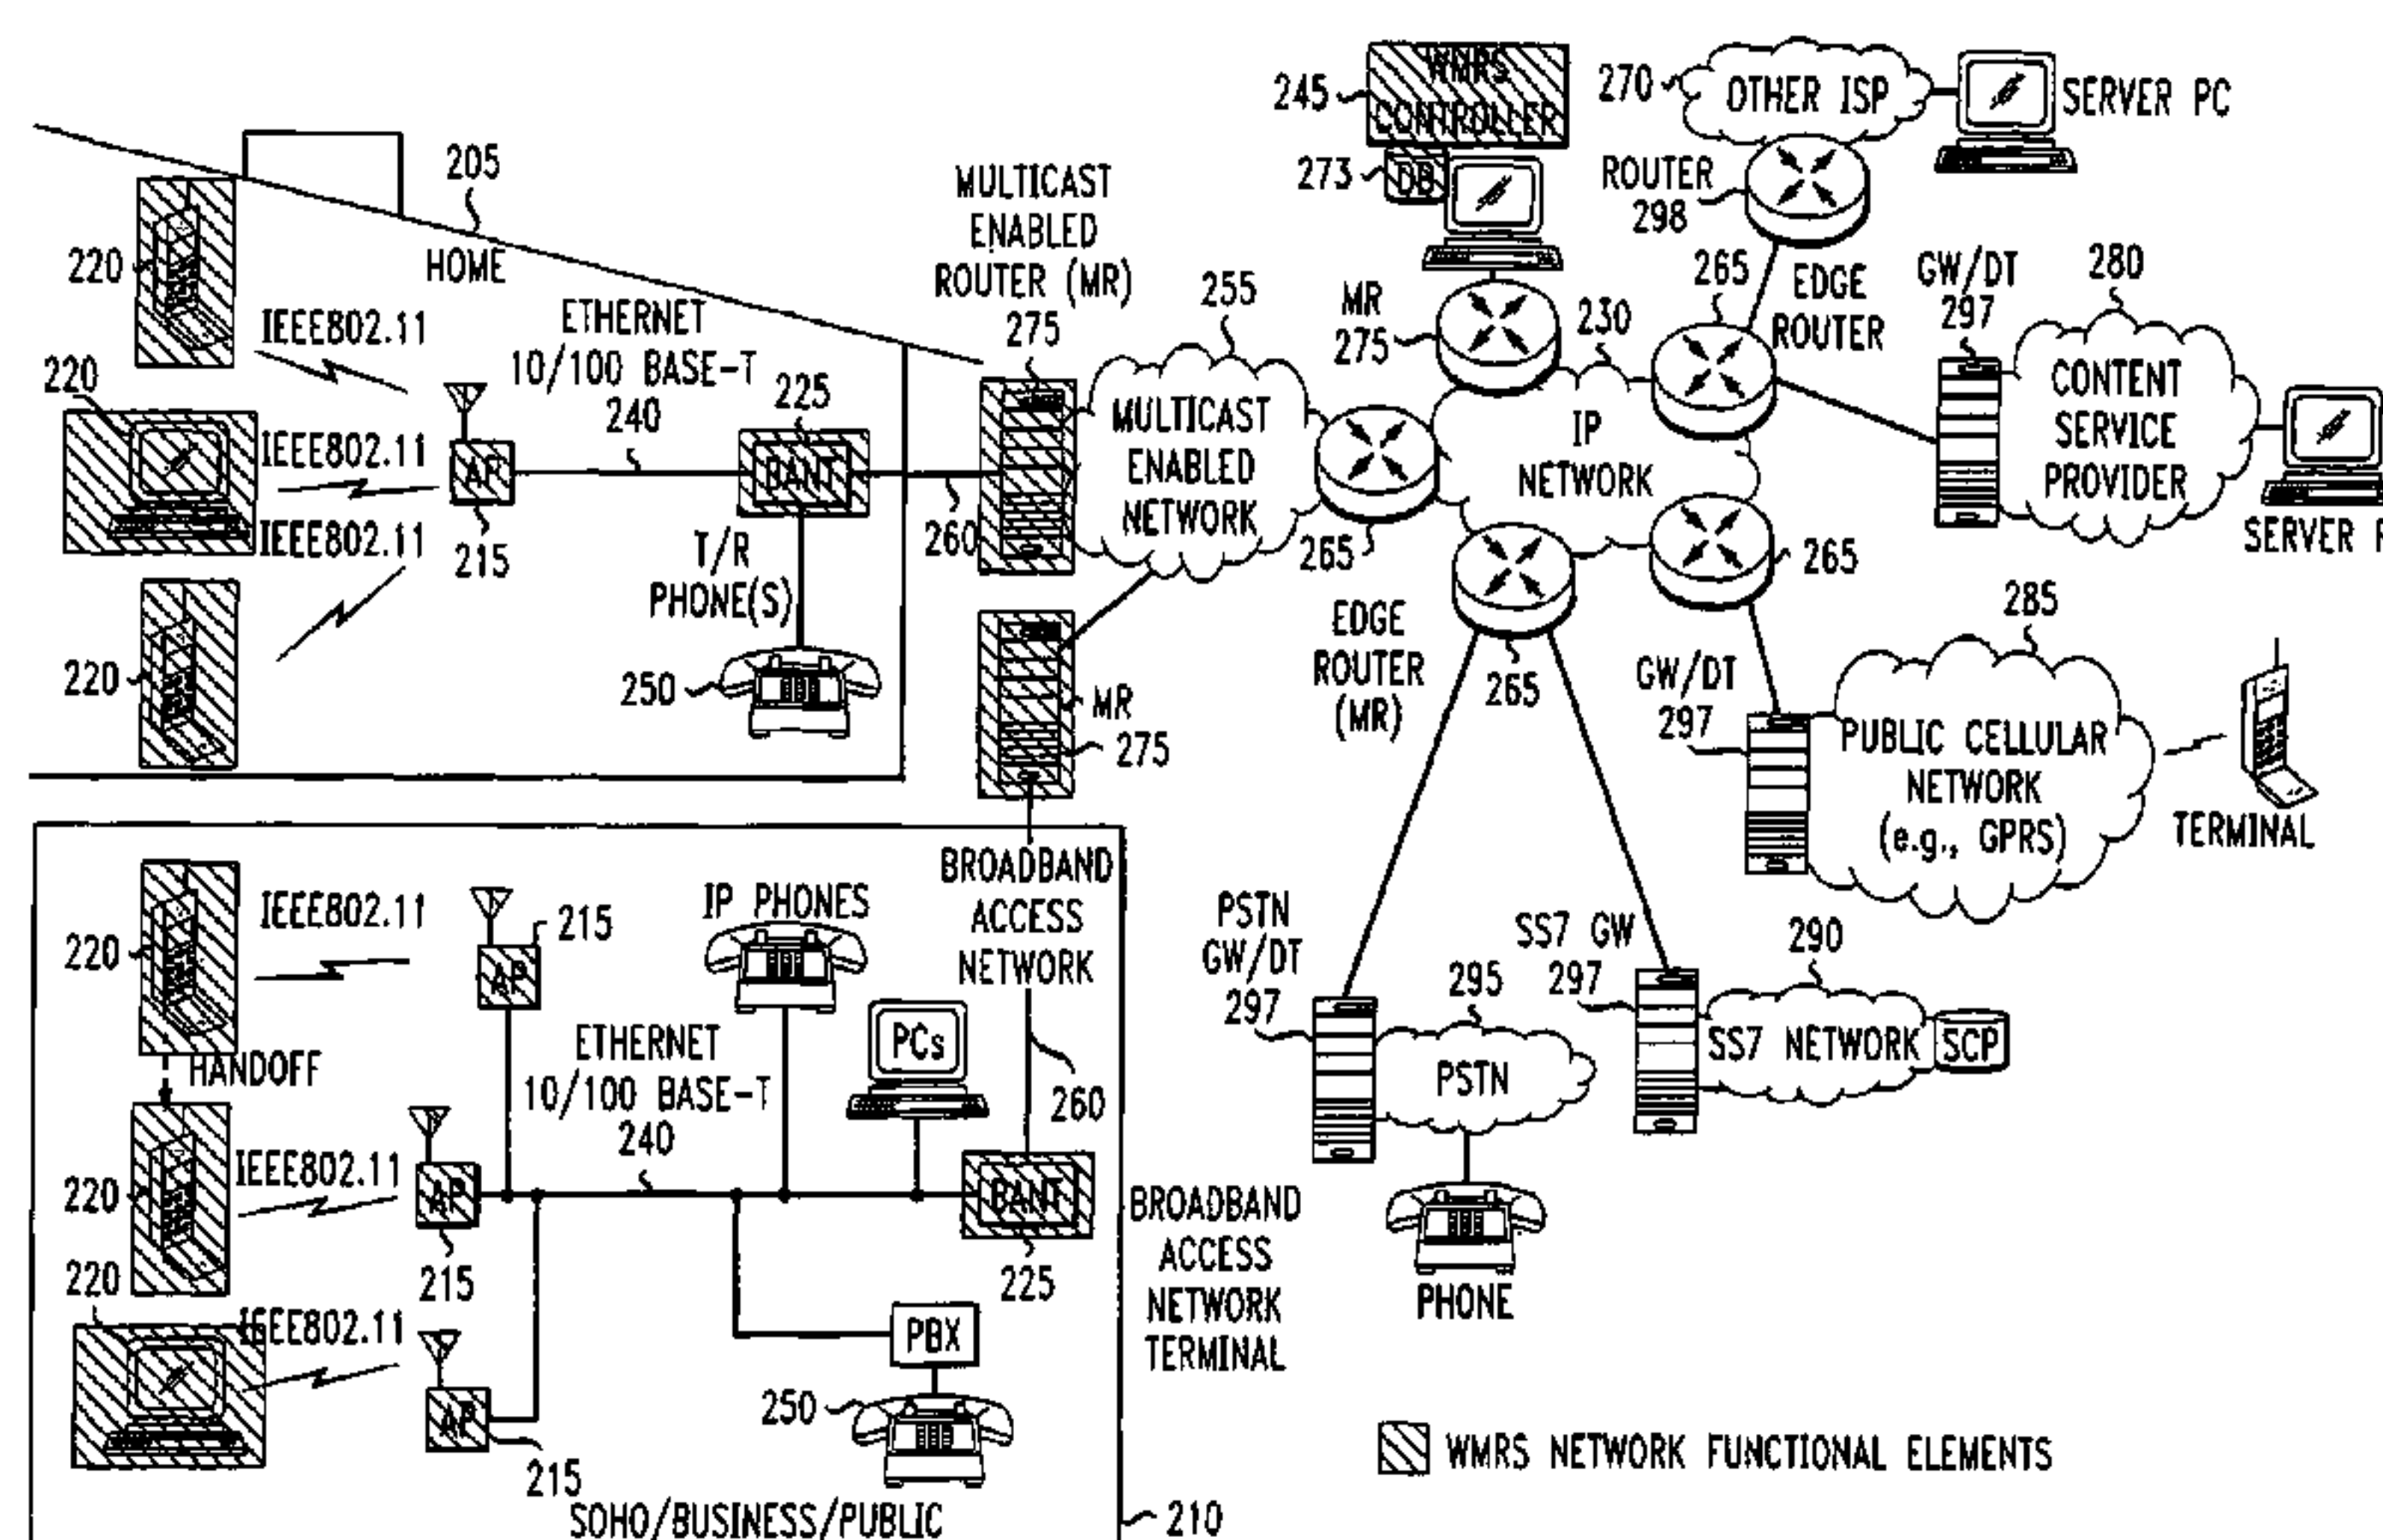 205
HOME
220
IEEE802.11
220
IEEE802.11
IEEE802.11
220
AP
215
ETHERNET
10/100 BASE-T
240
225
BANT
T/R
PHONE(S)
250
260
MULTICAST
ENABLED
ROUTER (MR)
275
255
MULTICAST
ENABLED
NETWORK
MR
275
245
WMRS
CONTROLLER
273
DB
MR
275
265
230
IP
NETWORK
270
OTHER ISP
SERVER PC
ROUTER
298
265
EDGE
ROUTER
GW/DT
297
280
CONTENT
SERVICE
PROVIDER
SERVER P
265
265
EDGE
ROUTER
(MR)
GW/DT
297
285
PUBLIC CELLULAR
NETWORK
(e.g., GPRS)
TERMINAL
PSTN
GW/DT
297
295
PSTN
PHONE
SS7 GW
297
290
SS7 NETWORK
SCP
220
IEEE802.11
AP
215
HANDOFF
220
IEEE802.11
AP
215
220
IEEE802.11
AP
215
ETHERNET
10/100 BASE-T
240
IP PHONES
PCs
BROADBAND
ACCESS
NETWORK
260
BANT
225
BROADBAND
ACCESS
NETWORK
TERMINAL
PBX
250
SOHO/BUSINESS/PUBLIC
210
WMRS NETWORK FUNCTIONAL ELEMENTS